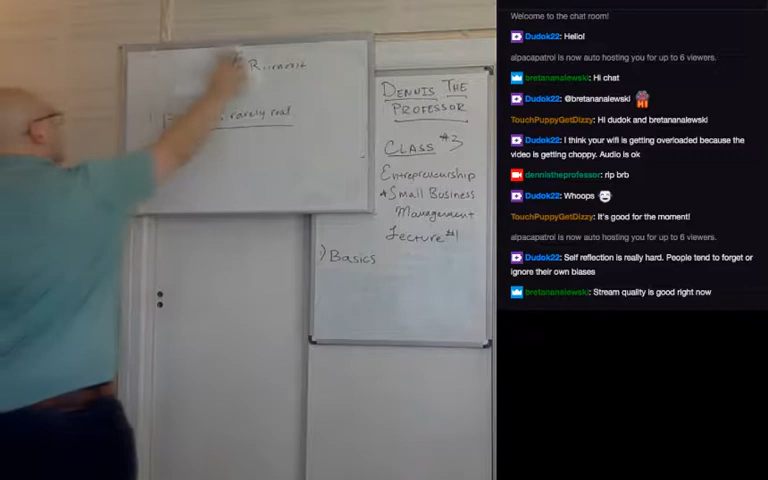 rarely real
DENNIS THE
PROFESSOR
CLASS #3
Entrepreneurship
*Small Business
Management
Lecture #1
1) Basics
Welcome to the chat room!
Dudok22: Hello!
alpacapatrol is now auto hosting you for up to 6 viewers.
bretananalewski: Hi chat
Dudok22: @bretananalewski HI
TouchPuppyGetDizzy: Hi dudok and bretananalewski
Dudok22: I think your wifi is getting overloaded because the
video is getting choppy. Audio is ok
dennistheprofessor: rip brb
Dudok22: Whoops
TouchPuppyGetDizzy: It's good for the moment!
alpacapatrol is now auto hosting you for up to 6 viewers.
Dudok22: Self reflection is really hard. People tend to forget or
ignore their own biases
bretananalewski: Stream quality is good right now